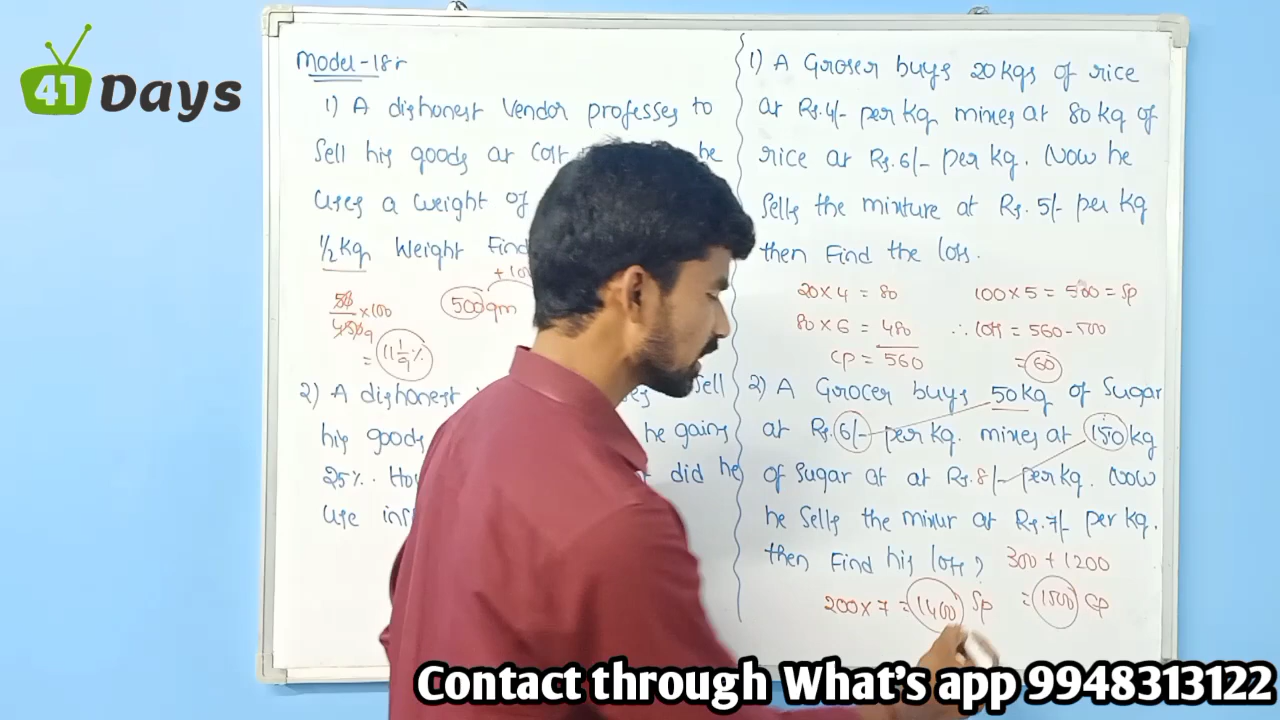 41 Days
Model-18:-
1) A dishonest Vendor professes to
Sell his goods at Cost he
Uses a weight of
1/2 Kg Weight Find
+100
50/450 × 100
500gm
= 11 1/9 %
2) A dishonest Sell
his goods he gains
25%. did he
Use
1) A Groser buys 20 kgs of rice
at Rs.4/- per kg mixes at 80 kg of
rice at Rs.6/- per kg. Now he
Sells the mixture at Rs. 5/- per kg
then Find the loss.
20 × 4 = 80 100 × 5 = 500 = SP
80 × 6 = 480 ∴ loss = 560 - 500
CP = 560 = 60
2) A Grocer buys 50 kg of Sugar
at Rs.6/- per kg. mixes at 150 kg
of Sugar at at Rs.8/- per kg. Now
he Sells the mixur at Rs.7/- per kg.
then Find his loss? 300 + 1200
200 × 7 = 1400 SP = 1500 CP
Contact through What's app 9948313122